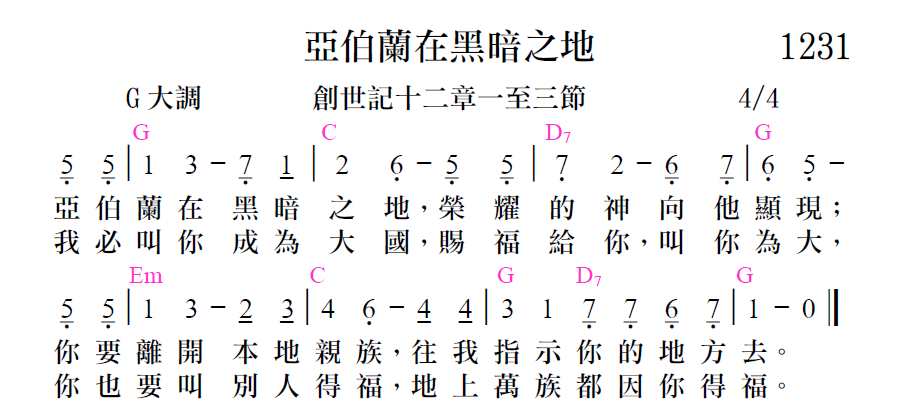 亞伯蘭在黑暗之地 1231
G 大調 創世記十二章一至三節 4/4
G C D7 G
5 5 | 1 3 - 7 1 | 2 6 - 5 5 | 7 2 - 6 7 | 6 5 -
亞伯蘭在黑暗之地,榮耀的神向他顯現;
我必叫你成為大國,賜福給你,叫你為大,
Em C G D7 G
5 5 | 1 3 - 2 3 | 4 6 - 4 4 | 3 1 7 7 6 7 | 1 - 0 ‖
你要離開本地親族,往我指示你的地方去。
你也要叫別人得福,地上萬族都因你得福。